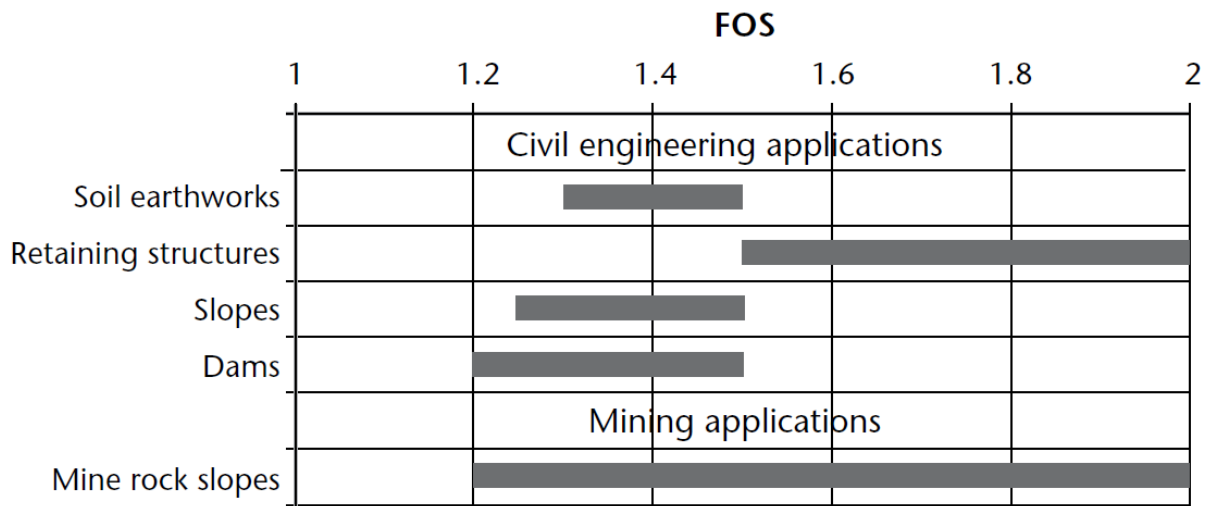 FOS
1 1.2 1.4 1.6 1.8 2
Civil engineering applications
Soil earthworks
Retaining structures
Slopes
Dams
Mining applications
Mine rock slopes